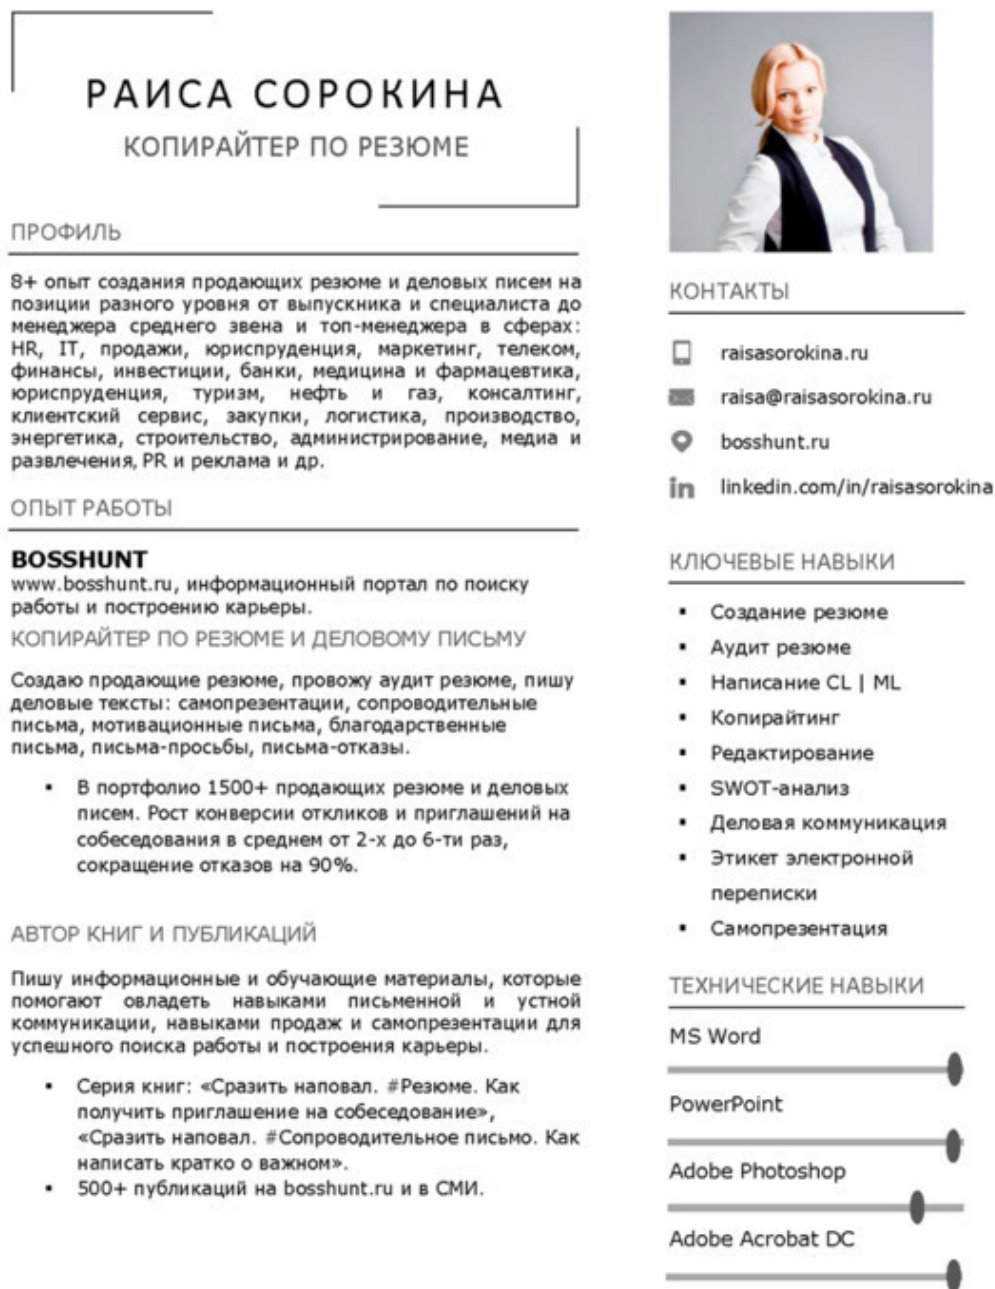 РАИСА СОРОКИНА
КОПИРАЙТЕР ПО РЕЗЮМЕ
ПРОФИЛЬ
8+ опыт создания продающих резюме и деловых писем на
позиции разного уровня от выпускника и специалиста до
менеджера среднего звена и топ-менеджера в сферах:
HR, IT, продажи, юриспруденция, маркетинг, телеком,
финансы, инвестиции, банки, медицина и фармацевтика,
юриспруденция, туризм, нефть и газ, консалтинг,
клиентский сервис, закупки, логистика, производство,
энергетика, строительство, администрирование, медиа и
развлечения, PR и реклама и др.
ОПЫТ РАБОТЫ
BOSSHUNT
www.bosshunt.ru, информационный портал по поиску
работы и построению карьеры.
КОПИРАЙТЕР ПО РЕЗЮМЕ И ДЕЛОВОМУ ПИСЬМУ
Создаю продающие резюме, провожу аудит резюме, пишу
деловые тексты: самопрезентации, сопроводительные
письма, мотивационные письма, благодарственные
письма, письма-просьбы, письма-отказы.
▪ В портфолио 1500+ продающих резюме и деловых
писем. Рост конверсии откликов и приглашений на
собеседования в среднем от 2-х до 6-ти раз,
сокращение отказов на 90%.
АВТОР КНИГ И ПУБЛИКАЦИЙ
Пишу информационные и обучающие материалы, которые
помогают овладеть навыками письменной и устной
коммуникации, навыками продаж и самопрезентации для
успешного поиска работы и построения карьеры.
▪ Серия книг: «Сразить наповал. #Резюме. Как
получить приглашение на собеседование»,
«Сразить наповал. #Сопроводительное письмо. Как
написать кратко о важном».
▪ 500+ публикаций на bosshunt.ru и в СМИ.
КОНТАКТЫ
raisasorokina.ru
raisa@raisasorokina.ru
bosshunt.ru
in linkedin.com/in/raisasorokina
КЛЮЧЕВЫЕ НАВЫКИ
▪ Создание резюме
▪ Аудит резюме
▪ Написание CL | ML
▪ Копирайтинг
▪ Редактирование
▪ SWOT-анализ
▪ Деловая коммуникация
▪ Этикет электронной
переписки
▪ Самопрезентация
ТЕХНИЧЕСКИЕ НАВЫКИ
MS Word
PowerPoint
Adobe Photoshop
Adobe Acrobat DC